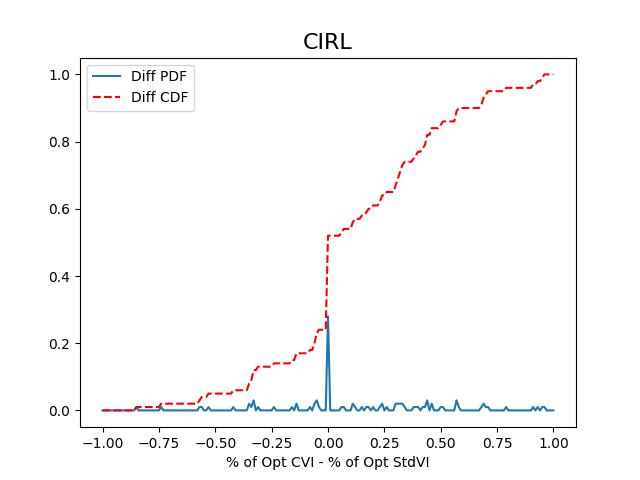 CIRL
Diff PDF
Diff CDF
1.0
0.8
0.6
0.4
0.2
0.0
−1.00 −0.75 −0.50 −0.25 0.00 0.25 0.50 0.75 1.00
% of Opt CVI - % of Opt StdVI